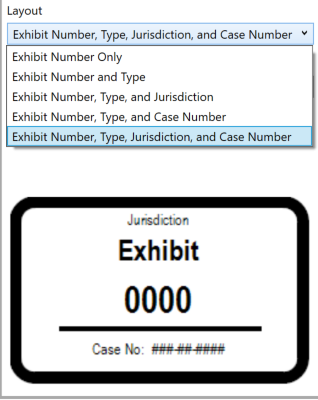 Layout
Exhibit Number, Type, Jurisdiction, and Case Number
Exhibit Number Only
Exhibit Number and Type
Exhibit Number, Type, and Jurisdiction
Exhibit Number, Type, and Case Number
Exhibit Number, Type, Jurisdiction, and Case Number
Jurisdiction
Exhibit
0000
Case No: ###-##-####